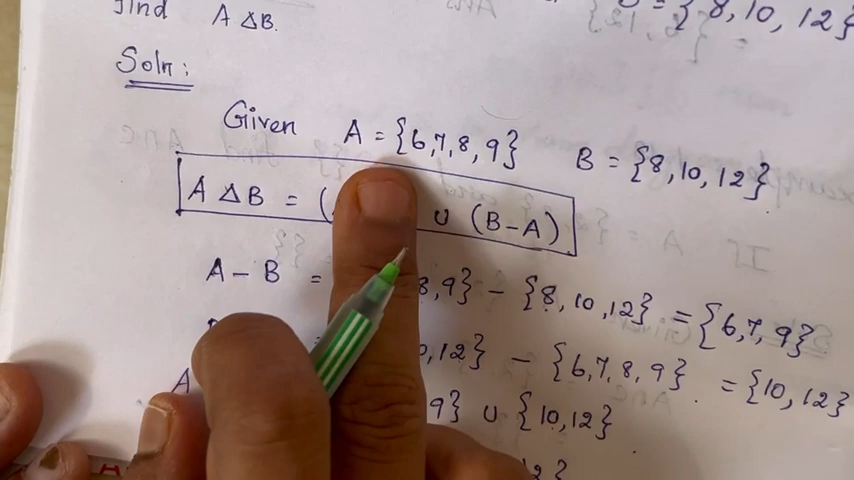 Find A Δ B.
= {8, 10, 12}
Soln:
Given A = {6,7,8,9} B = {8,10,12}.
A Δ B = ( ∪ (B-A)
A - B = 8,9} - {8,10,12} = {6,7,9}
,12} - {6,7,8,9}. = {10,12}
A 9} ∪ {10,12}
}